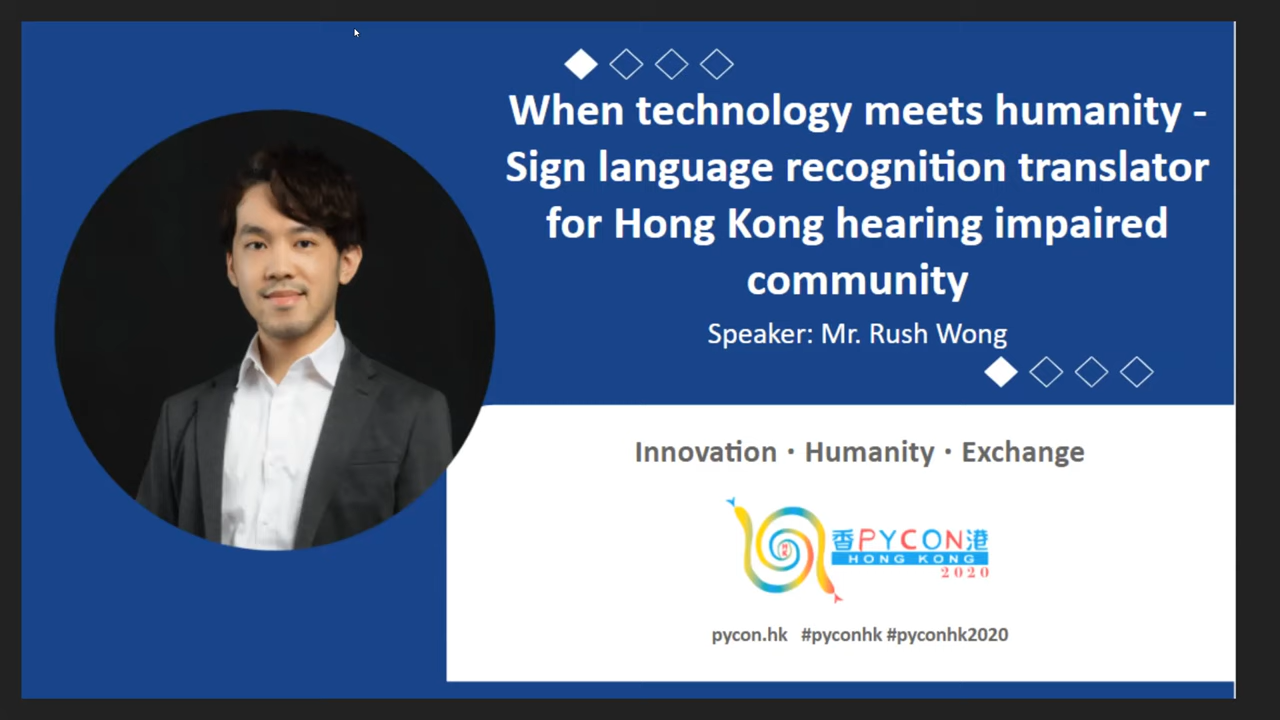 When technology meets humanity -
Sign language recognition translator
for Hong Kong hearing impaired
community
Speaker: Mr. Rush Wong
Innovation · Humanity · Exchange
香PYCON港
HONG KONG
2020
pycon.hk #pyconhk #pyconhk2020